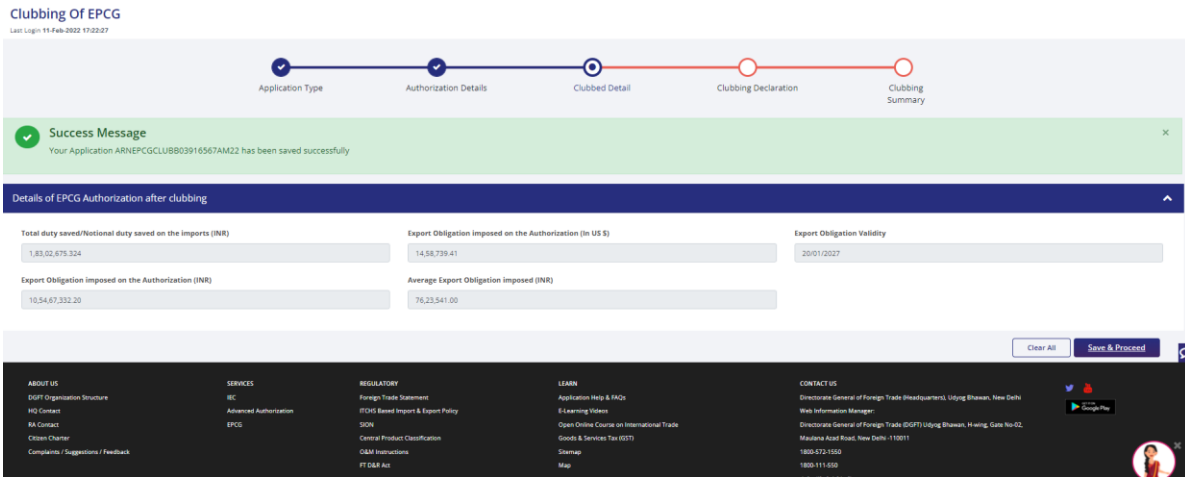 Clubbing Of EPCG
Last Login 11-Feb-2022 17:22:27
Application Type
Authorization Details
Clubbed Detail
Clubbing Declaration
Clubbing
Summary
Success Message
Your Application ARNEPCGCLUBB03916567AM22 has been saved successfully
×
Details of EPCG Authorization after clubbing
Total duty saved/Notional duty saved on the imports (INR)
Export Obligation imposed on the Authorization (In US $)
Export Obligation Validity
1,83,02,675.324
14,58,739.41
20/01/2027
Export Obligation imposed on the Authorization (INR)
Average Export Obligation imposed (INR)
10,54,67,332.20
76,23,541.00
Clear All
Save & Proceed
ABOUT US
DGFT Organization Structure
HQ Contact
RA Contact
Citizen Charter
Complaints / Suggestions / Feedback
SERVICES
IEC
Advanced Authorization
EPCG
REGULATORY
Foreign Trade Statement
ITCHS Based Import & Export Policy
SION
Central Product Classification
O&M Instructions
FT D&R Act
LEARN
Application Help & FAQs
E-Learning Videos
Open Online Course on International Trade
Goods & Services Tax (GST)
Sitemap
Map
CONTACT US
Directorate General of Foreign Trade (Headquarters), Udyog Bhawan, New Delhi
Web Information Manager:
Directorate General of Foreign Trade (DGFT) Udyog Bhawan, H-wing, Gate No-02,
Maulana Azad Road, New Delhi -110011
1800-572-1550
1800-111-550
Google Play